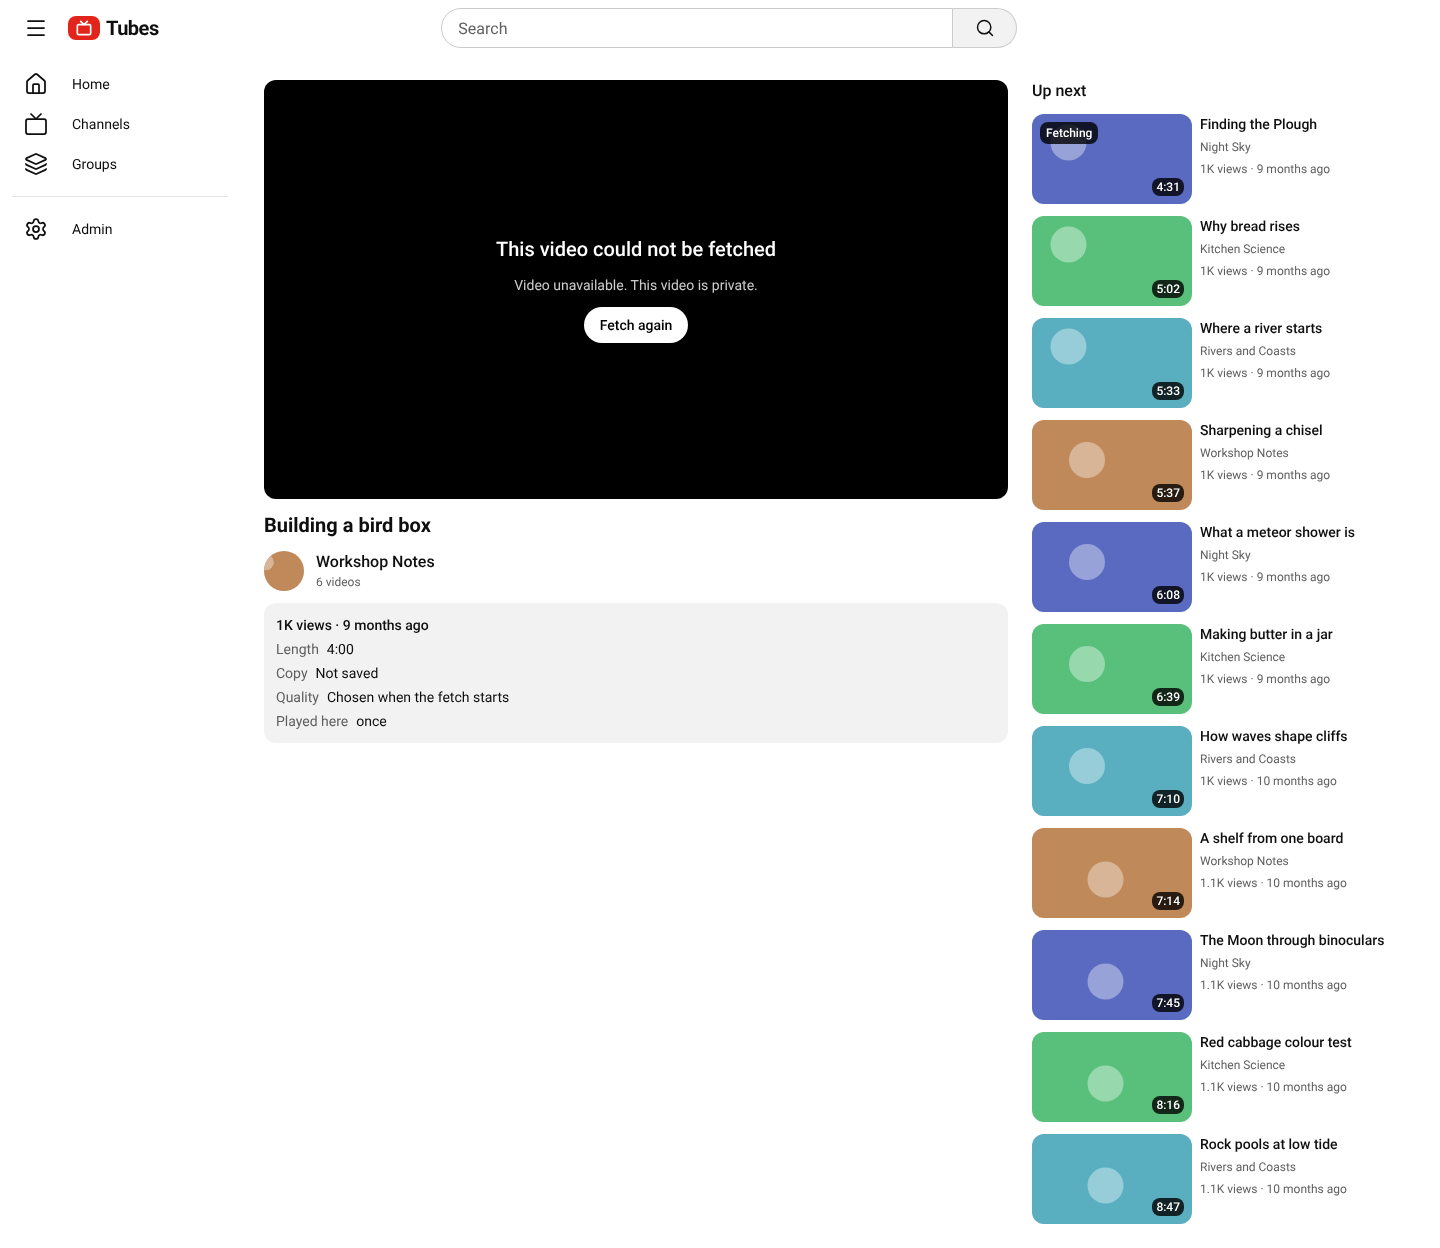 Tubes
Search
Home
Channels
Groups
Admin
This video could not be fetched
Video unavailable. This video is private.
Fetch again
Building a bird box
Workshop Notes
6 videos
1K views · 9 months ago
Length 4:00
Copy Not saved
Quality Chosen when the fetch starts
Played here once
Up next
Fetching
4:31
Finding the Plough
Night Sky
1K views · 9 months ago
5:02
Why bread rises
Kitchen Science
1K views · 9 months ago
5:33
Where a river starts
Rivers and Coasts
1K views · 9 months ago
5:37
Sharpening a chisel
Workshop Notes
1K views · 9 months ago
6:08
What a meteor shower is
Night Sky
1K views · 9 months ago
6:39
Making butter in a jar
Kitchen Science
1K views · 9 months ago
7:10
How waves shape cliffs
Rivers and Coasts
1K views · 10 months ago
7:14
A shelf from one board
Workshop Notes
1.1K views · 10 months ago
7:45
The Moon through binoculars
Night Sky
1.1K views · 10 months ago
8:16
Red cabbage colour test
Kitchen Science
1.1K views · 10 months ago
8:47
Rock pools at low tide
Rivers and Coasts
1.1K views · 10 months ago